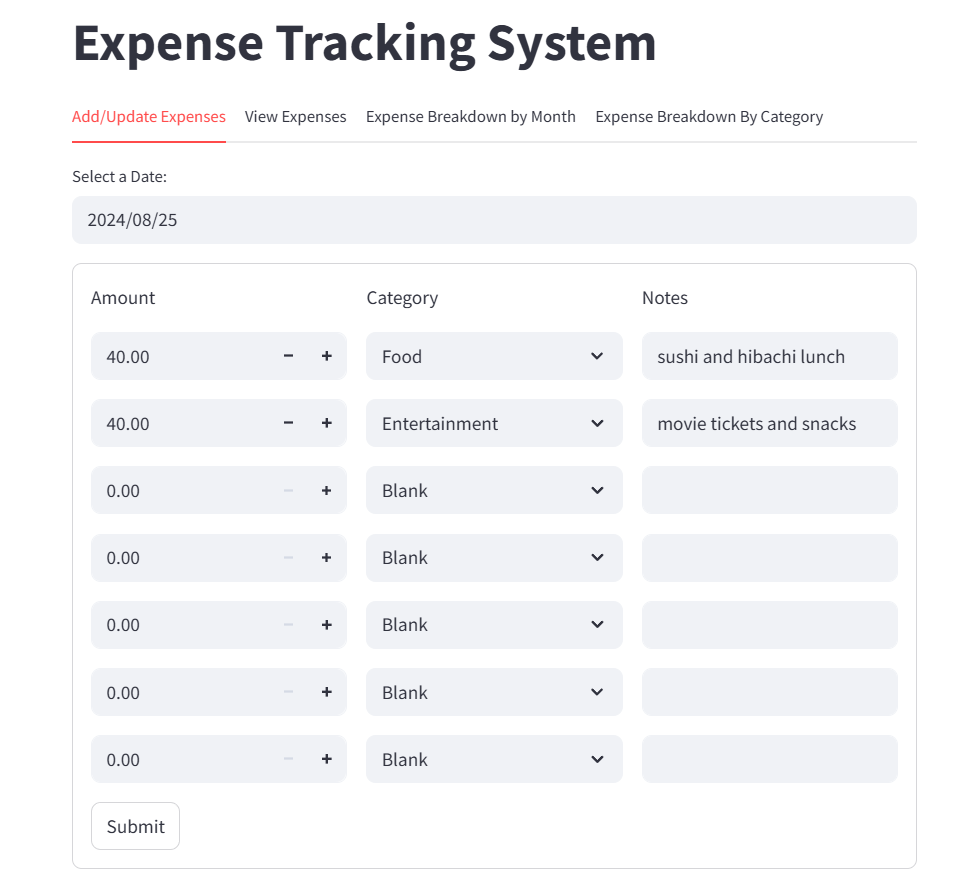 Expense Tracking System
Add/Update Expenses View Expenses Expense Breakdown by Month Expense Breakdown By Category
Select a Date:
2024/08/25
Amount Category Notes
40.00 Food sushi and hibachi lunch
40.00 Entertainment movie tickets and snacks
0.00 Blank
0.00 Blank
0.00 Blank
0.00 Blank
0.00 Blank
Submit